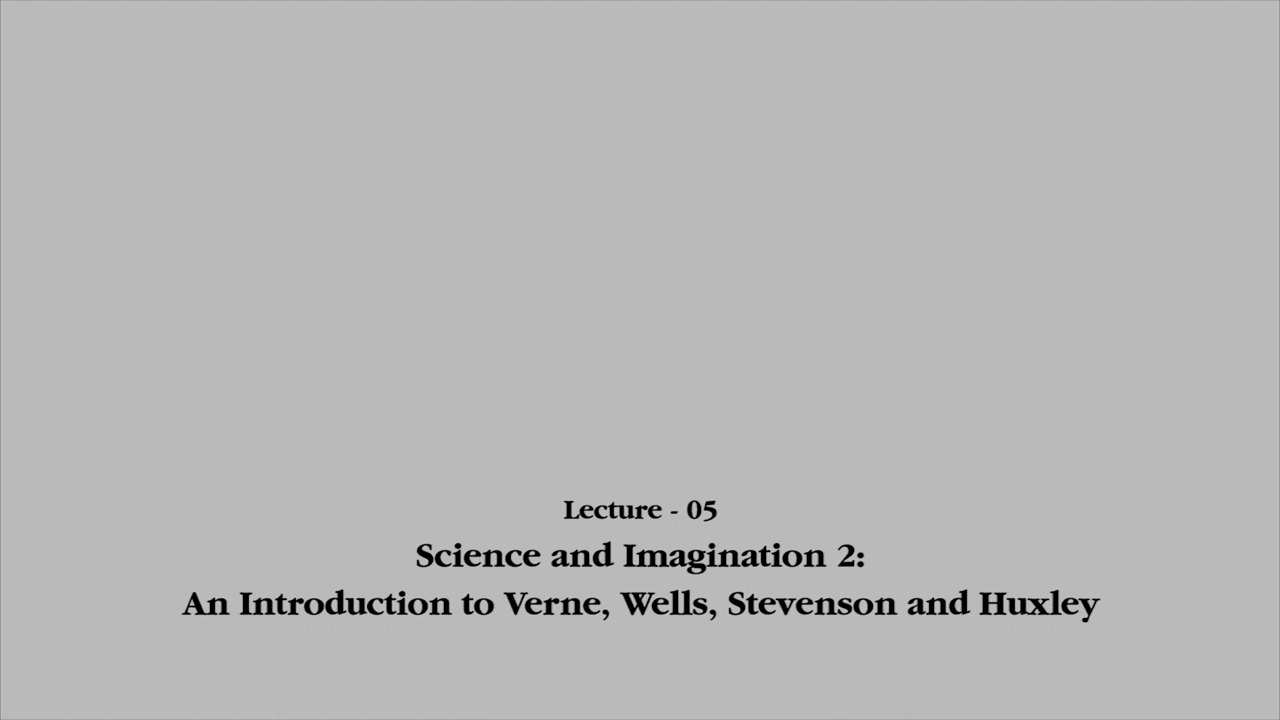 Lecture - 05
Science and Imagination 2:
An Introduction to Verne, Wells, Stevenson and Huxley